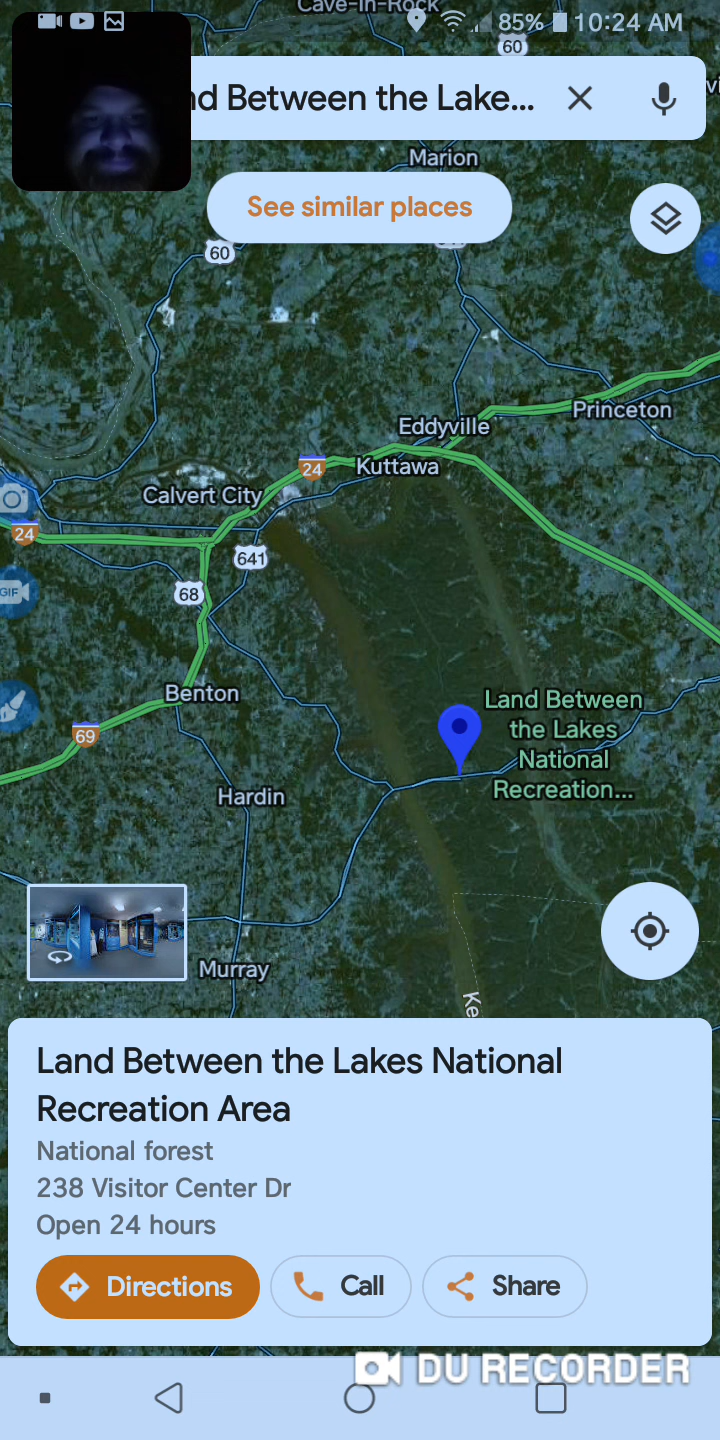 Cave-In-Rock
85% 10:24 AM
60
nd Between the Lake...
Marion
See similar places
60
Eddyville
Princeton
24
Kuttawa
Calvert City
24
641
GIF
68
Benton
Land Between
the Lakes
National
Recreation...
69
Hardin
Murray
Ke
Land Between the Lakes National
Recreation Area
National forest
238 Visitor Center Dr
Open 24 hours
Directions Call Share
DU RECORDER